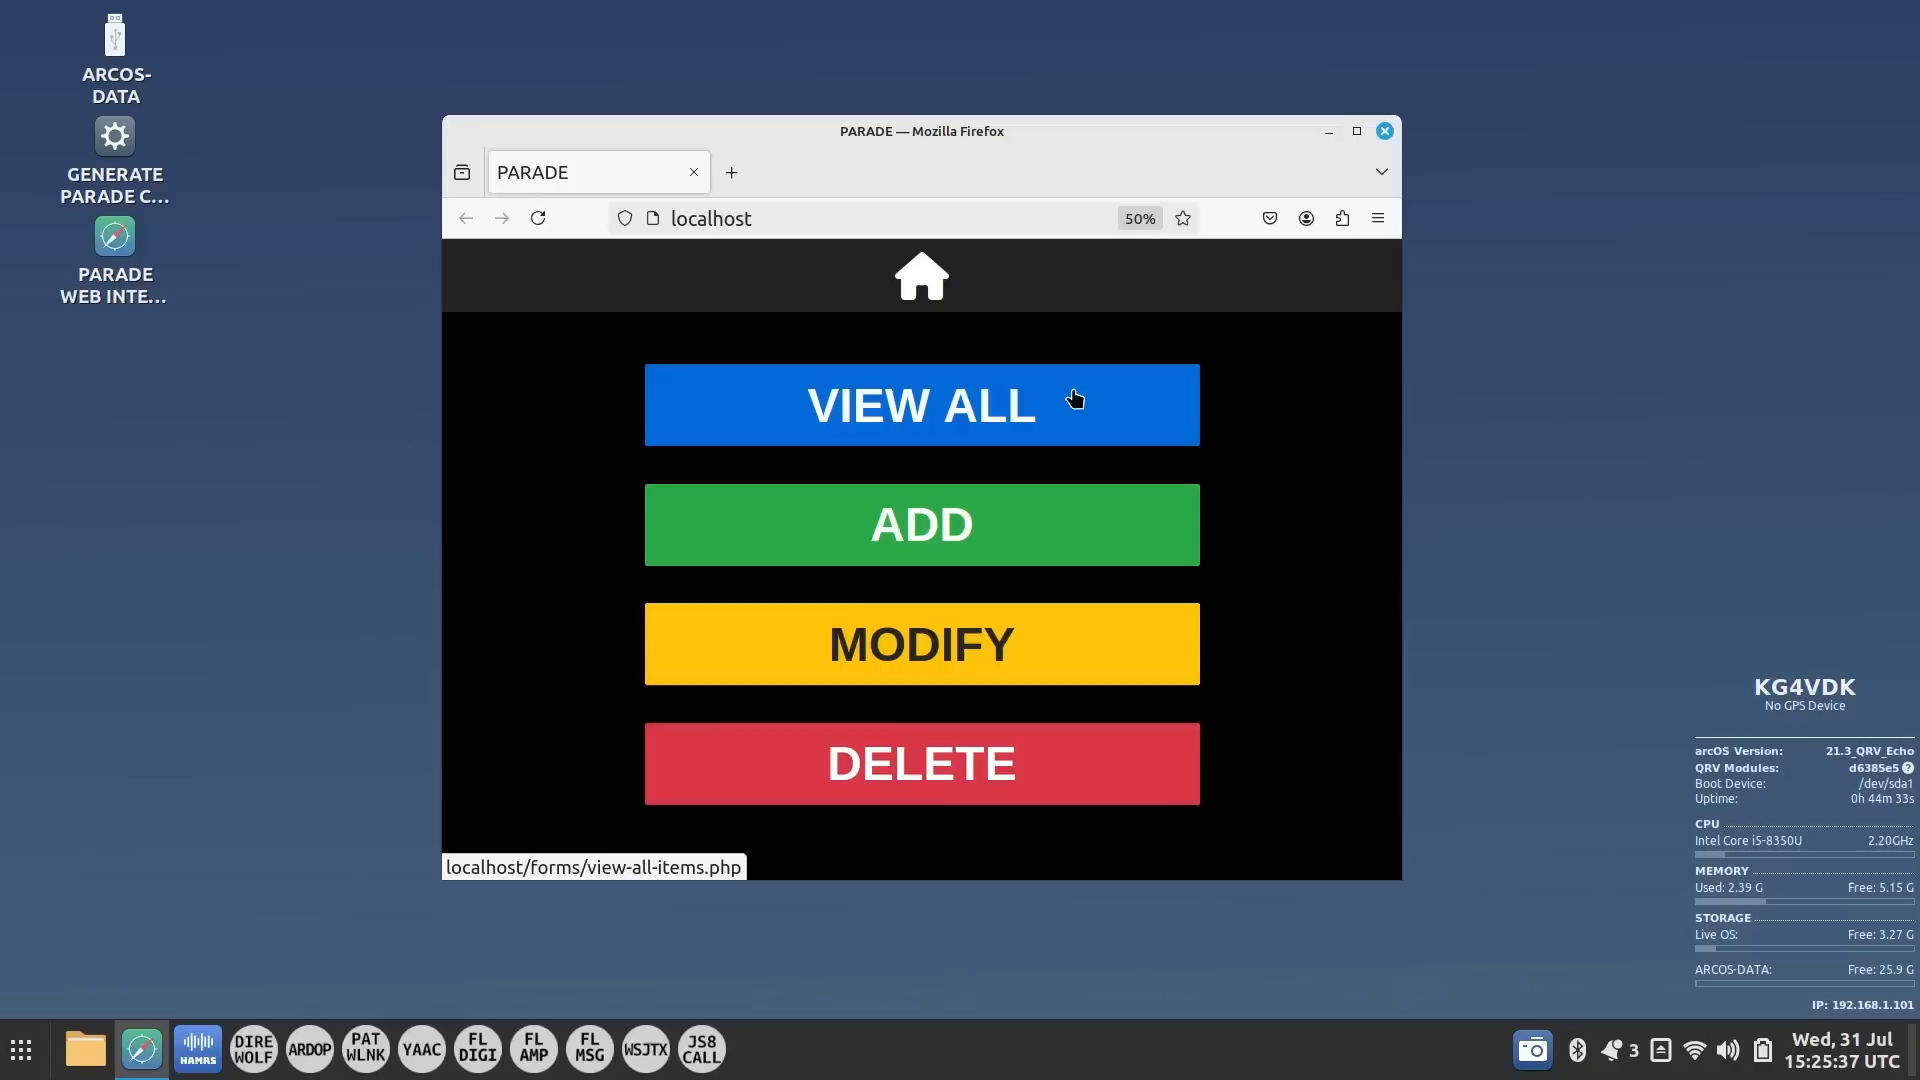 ARCOS-
DATA
GENERATE
PARADE C...
PARADE
WEB INTE...
PARADE — Mozilla Firefox
PARADE
localhost
50%
VIEW ALL
ADD
MODIFY
DELETE
localhost/forms/view-all-items.php
KG4VDK
No GPS Device
arcOS Version: 21.3_QRV_Echo
QRV Modules: d6385e5
Boot Device: /dev/sda1
Uptime: 0h 44m 33s
CPU
Intel Core i5-8350U 2.20GHz
MEMORY
Used: 2.39 G Free: 5.15 G
STORAGE
Live OS: Free: 3.27 G
ARCOS-DATA: Free: 25.9 G
IP: 192.168.1.101
HAMRS
DIRE
WOLF
ARDOP
PAT
WLNK
YAAC
FL
DIGI
FL
AMP
FL
MSG
WSJTX
JS8
CALL
3
Wed, 31 Jul
15:25:37 UTC